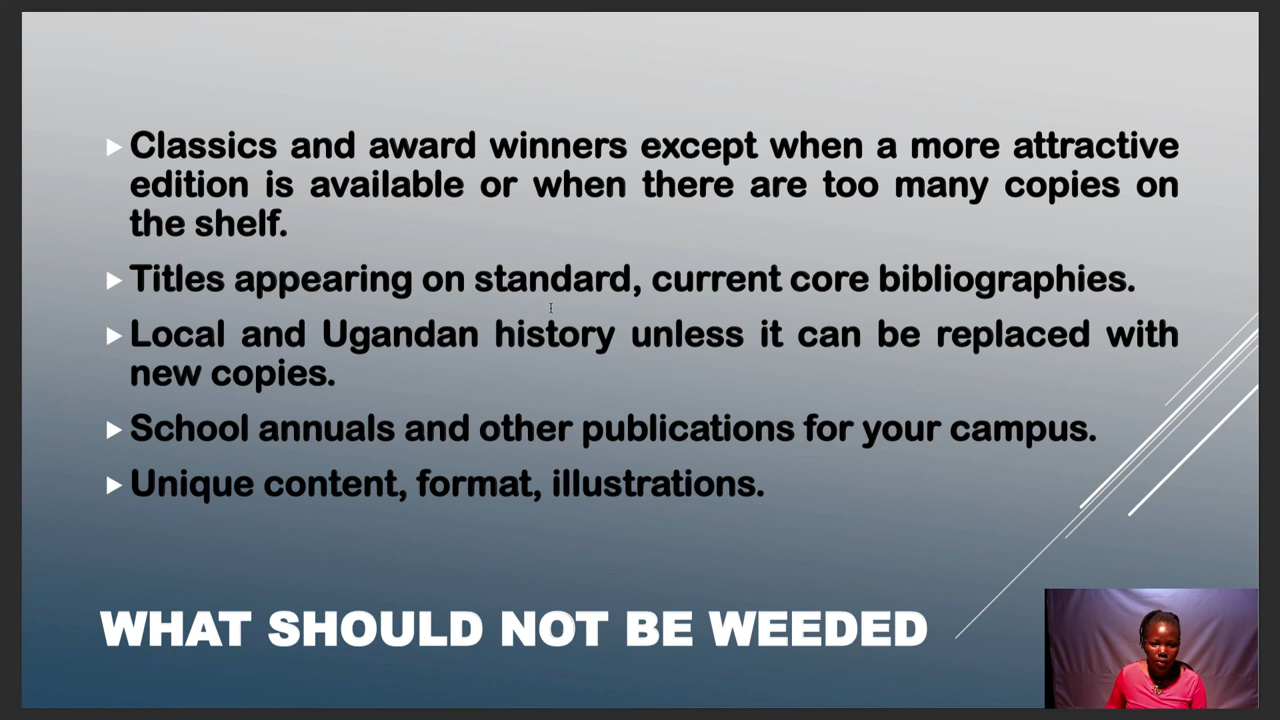 Classics and award winners except when a more attractive
edition is available or when there are too many copies on
the shelf.
Titles appearing on standard, current core bibliographies.
Local and Ugandan history unless it can be replaced with
new copies.
School annuals and other publications for your campus.
Unique content, format, illustrations.
WHAT SHOULD NOT BE WEEDED